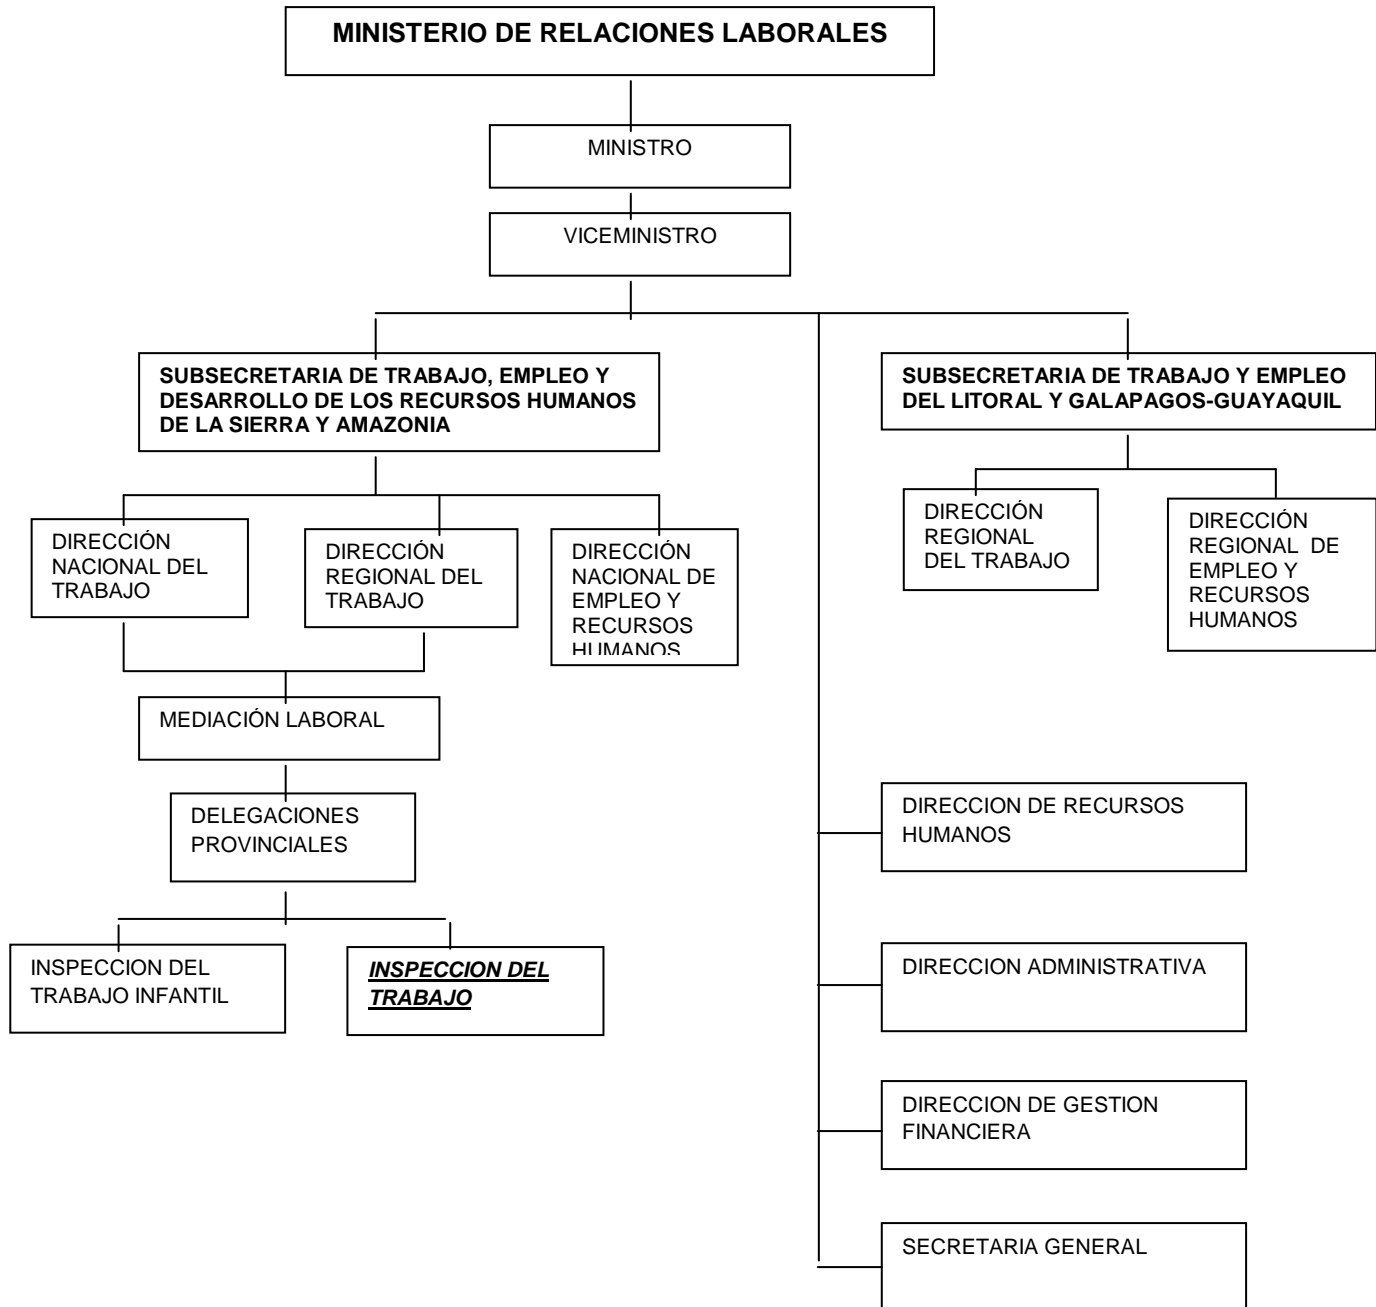 MINISTERIO DE RELACIONES LABORALES
MINISTRO
VICEMINISTRO
SUBSECRETARIA DE TRABAJO, EMPLEO Y
DESARROLLO DE LOS RECURSOS HUMANOS
DE LA SIERRA Y AMAZONIA
SUBSECRETARIA DE TRABAJO Y EMPLEO
DEL LITORAL Y GALAPAGOS-GUAYAQUIL
DIRECCIÓN
NACIONAL DEL
TRABAJO
DIRECCIÓN
REGIONAL DEL
TRABAJO
DIRECCIÓN
NACIONAL DE
EMPLEO Y
RECURSOS
HUMANOS
DIRECCIÓN
REGIONAL
DEL TRABAJO
DIRECCIÓN
REGIONAL DE
EMPLEO Y
RECURSOS
HUMANOS
MEDIACIÓN LABORAL
DELEGACIONES
PROVINCIALES
INSPECCION DEL
TRABAJO INFANTIL
INSPECCION DEL
TRABAJO
DIRECCION DE RECURSOS
HUMANOS
DIRECCION ADMINISTRATIVA
DIRECCION DE GESTION
FINANCIERA
SECRETARIA GENERAL